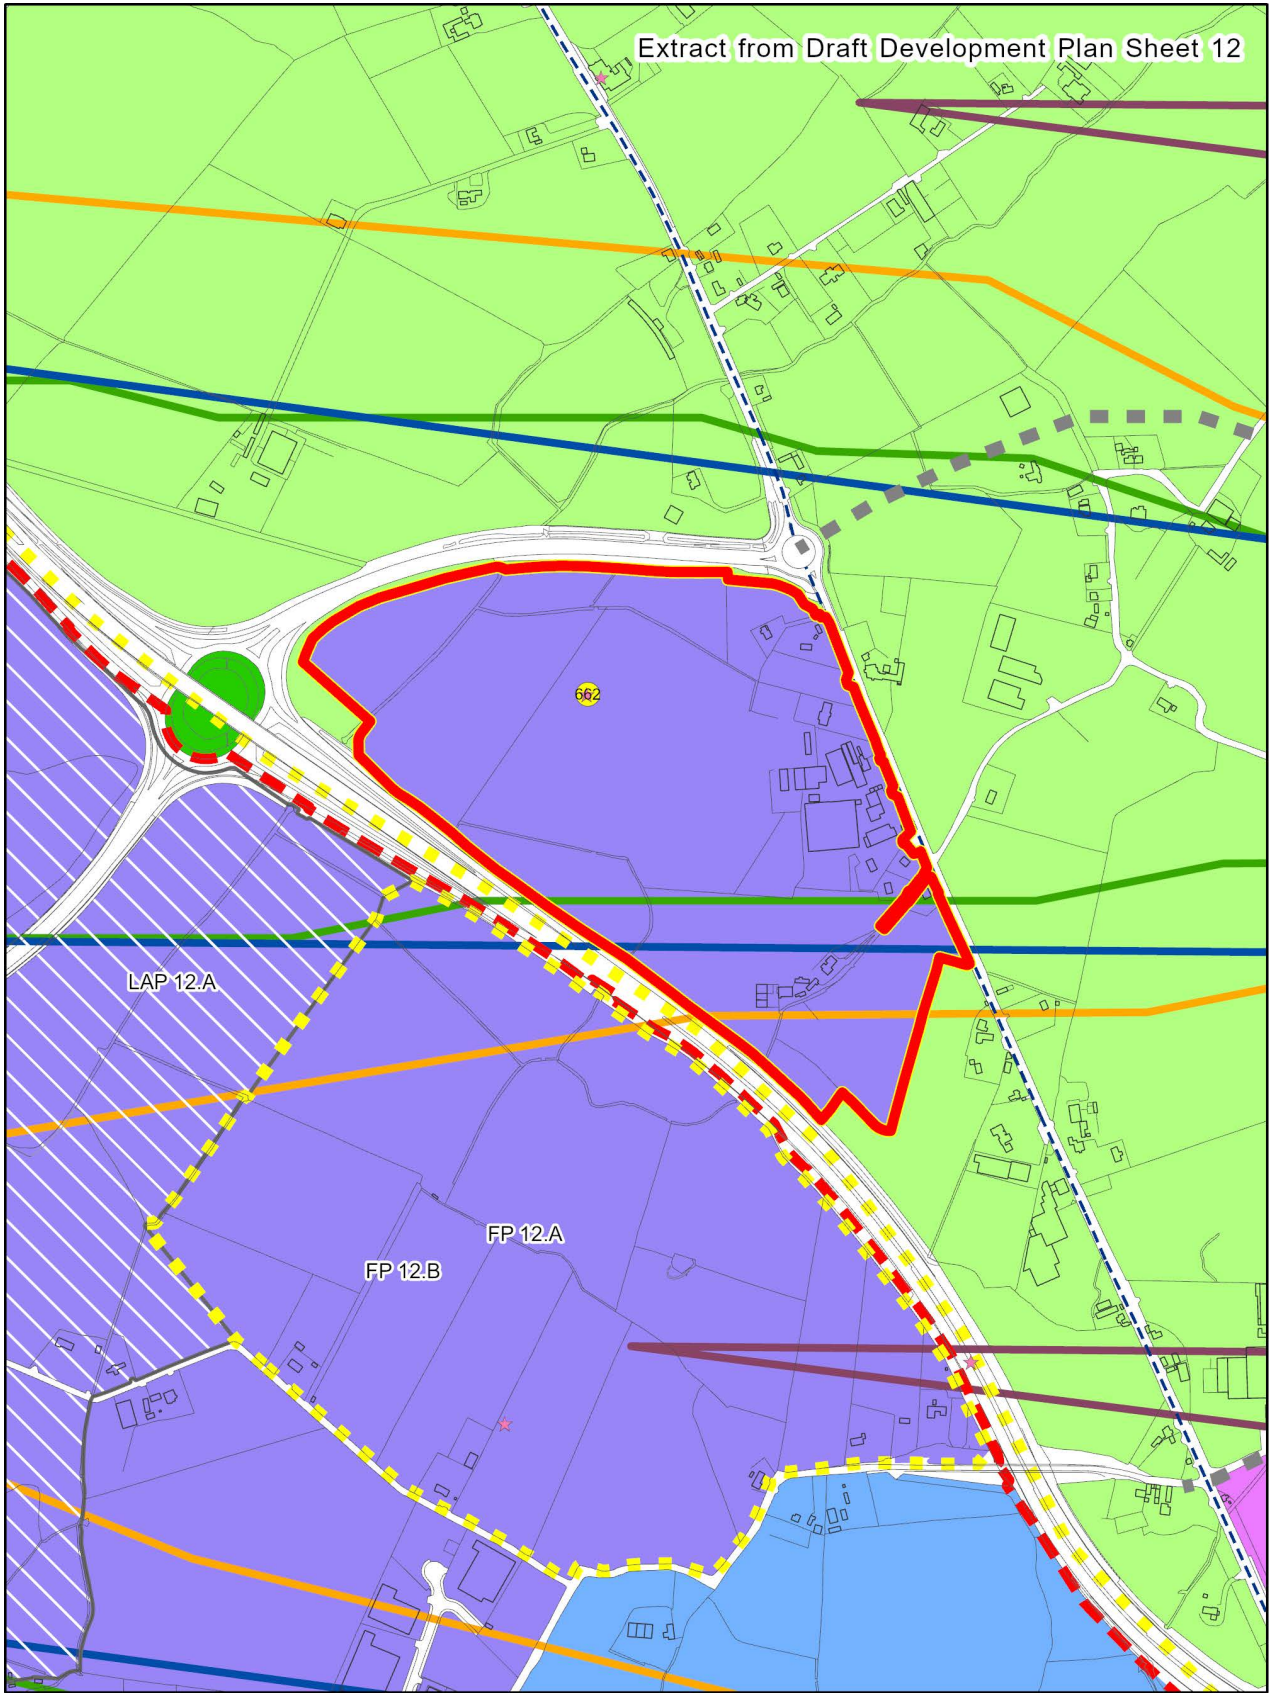 Extract from Draft Development Plan Sheet 12
662
LAP 12.A
FP 12.A
FP 12.B